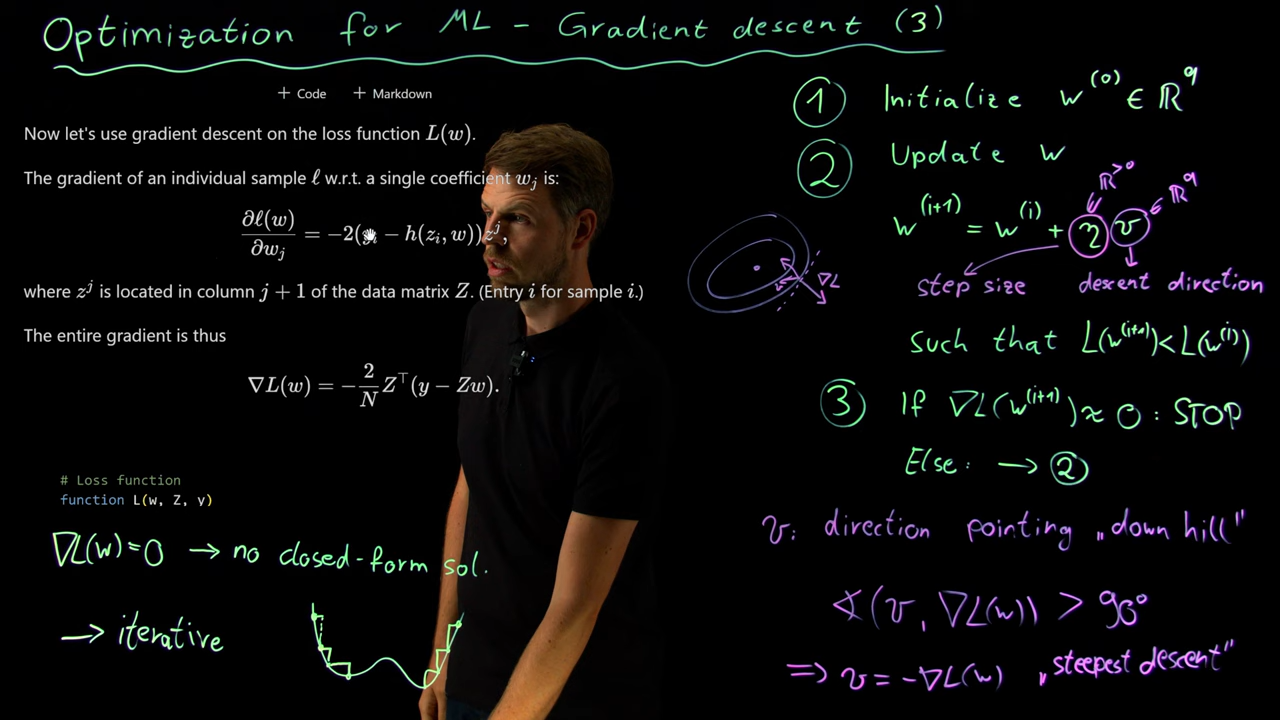 Optimization for ML - Gradient descent (3)
+ Code + Markdown
Now let's use gradient descent on the loss function L(w).
The gradient of an individual sample ℓ w.r.t. a single coefficient w_j is:
∂ℓ(w)/∂w_j = -2(y_i - h(z_i, w))z^j,
where z^j is located in column j + 1 of the data matrix Z. (Entry i for sample i.)
The entire gradient is thus
∇L(w) = -2/N Z^⊤(y - Zw).
# Loss function
function L(w, Z, y)
∇L(w)=0 → no closed-form sol.
→ iterative
① Initialize w^(0) ∈ ℝ^q
② Update w
ℝ^>0
ℝ^q
w^(i+1) = w^(i) + η v
∇L
step size descent direction
Such that L(w^(i+1)) < L(w^(i))
③ If ∇L(w^(i+1)) ≈ 0 : STOP
Else: → ②
v: direction pointing „down hill"
∢(v, ∇L(w)) > 90°
⇒ v = -∇L(w) „steepest descent"